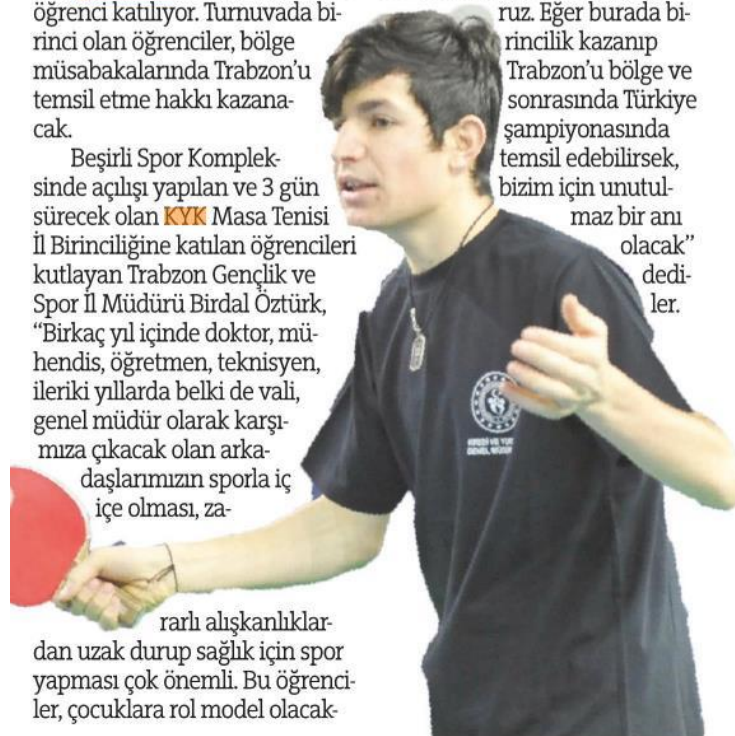 öğrenci katılıyor. Turnuvada bi-
rinci olan öğrenciler, bölge
müsabakalarında Trabzon’u
temsil etme hakkı kazana-
cak.
Beşirli Spor Komplek-
sinde açılışı yapılan ve 3 gün
sürecek olan KYK Masa Tenisi
İl Birinciliğine katılan öğrencileri
kutlayan Trabzon Gençlik ve
Spor İl Müdürü Birdal Öztürk,
“Birkaç yıl içinde doktor, mü-
hendis, öğretmen, teknisyen,
ileriki yıllarda belki de vali,
genel müdür olarak karşı-
mıza çıkacak olan arka-
daşlarımızın sporla iç
içe olması, za-
rarlı alışkanlıklar-
dan uzak durup sağlık için spor
yapması çok önemli. Bu öğrenci-
ler, çocuklara rol model olacak-
ruz. Eğer burada bi-
rincilik kazanıp
Trabzon’u bölge ve
sonrasında Türkiye
şampiyonasında
temsil edebilirsek,
bizim için unutul-
maz bir anı
olacak”
dedi-
ler.